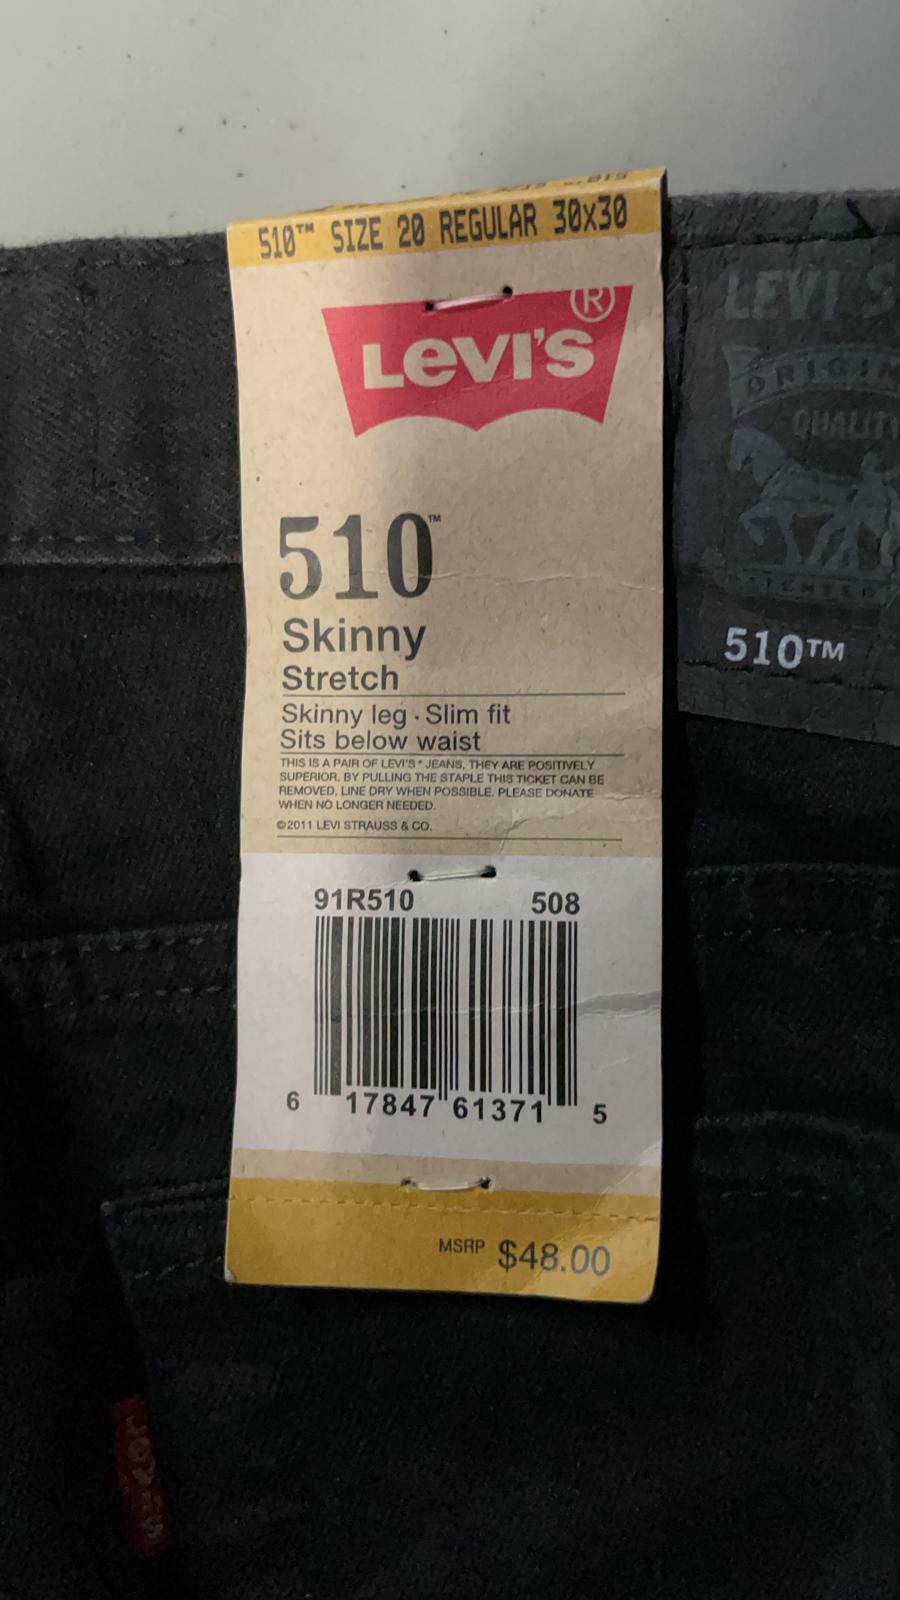 510™ SIZE 20 REGULAR 30x30
LEVI'S ®
510™
Skinny
Stretch
Skinny leg · Slim fit
Sits below waist
THIS IS A PAIR OF LEVI'S® JEANS, THEY ARE POSITIVELY
SUPERIOR. BY PULLING THE STAPLE THIS TICKET CAN BE
REMOVED. LINE DRY WHEN POSSIBLE. PLEASE DONATE
WHEN NO LONGER NEEDED.
©2011 LEVI STRAUSS & CO.
91R510 508
6 17847 61371 5
MSRP $48.00
LEVI'S
QUALITY
510™